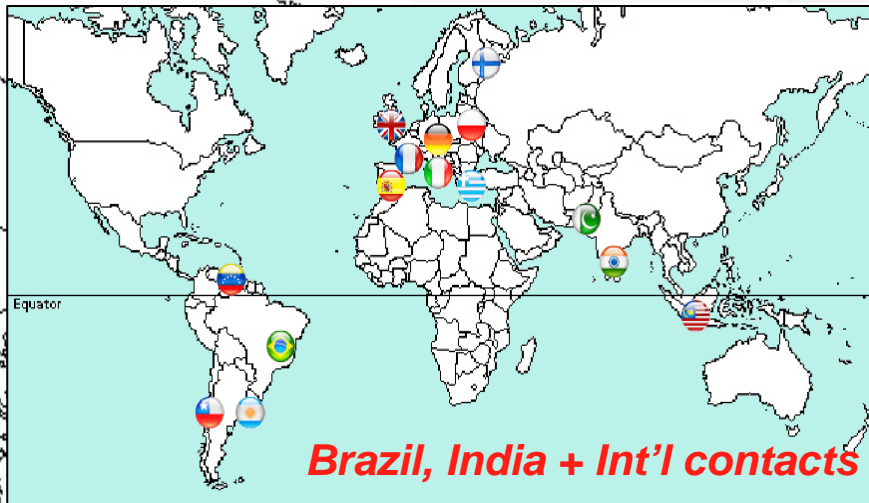 Equator
Brazil, India + Int'l contacts